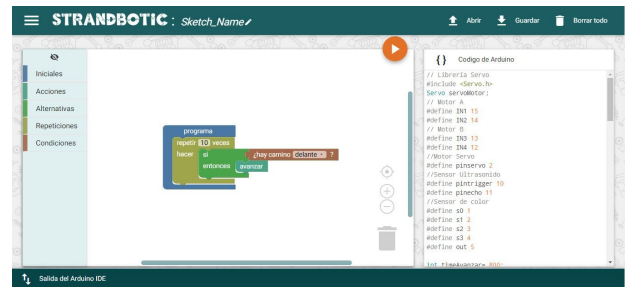 STRANDBOTIC : Sketch_Name
Abrir
Guardar
Borrar todo
Iniciales
Acciones
Alternativas
Repeticiones
Condiciones
programa
repetir 10 veces
hacer si ¿hay camino delante ?
entonces avanzar
{ } Codigo de Arduino
// Librería Servo
#include <Servo.h>
Servo servoMotor;
// Motor A
#define IN1 15
#define IN2 14
// Motor B
#define IN3 13
#define IN4 12
//Motor Servo
#define pinservo 2
//Sensor Ultrasonido
#define pintrigger 10
#define pinecho 11
//Sensor de color
#define s0 1
#define s1 2
#define s2 3
#define s3 4
#define out 5
int timeAvanzar= 800;
Salida del Arduino IDE